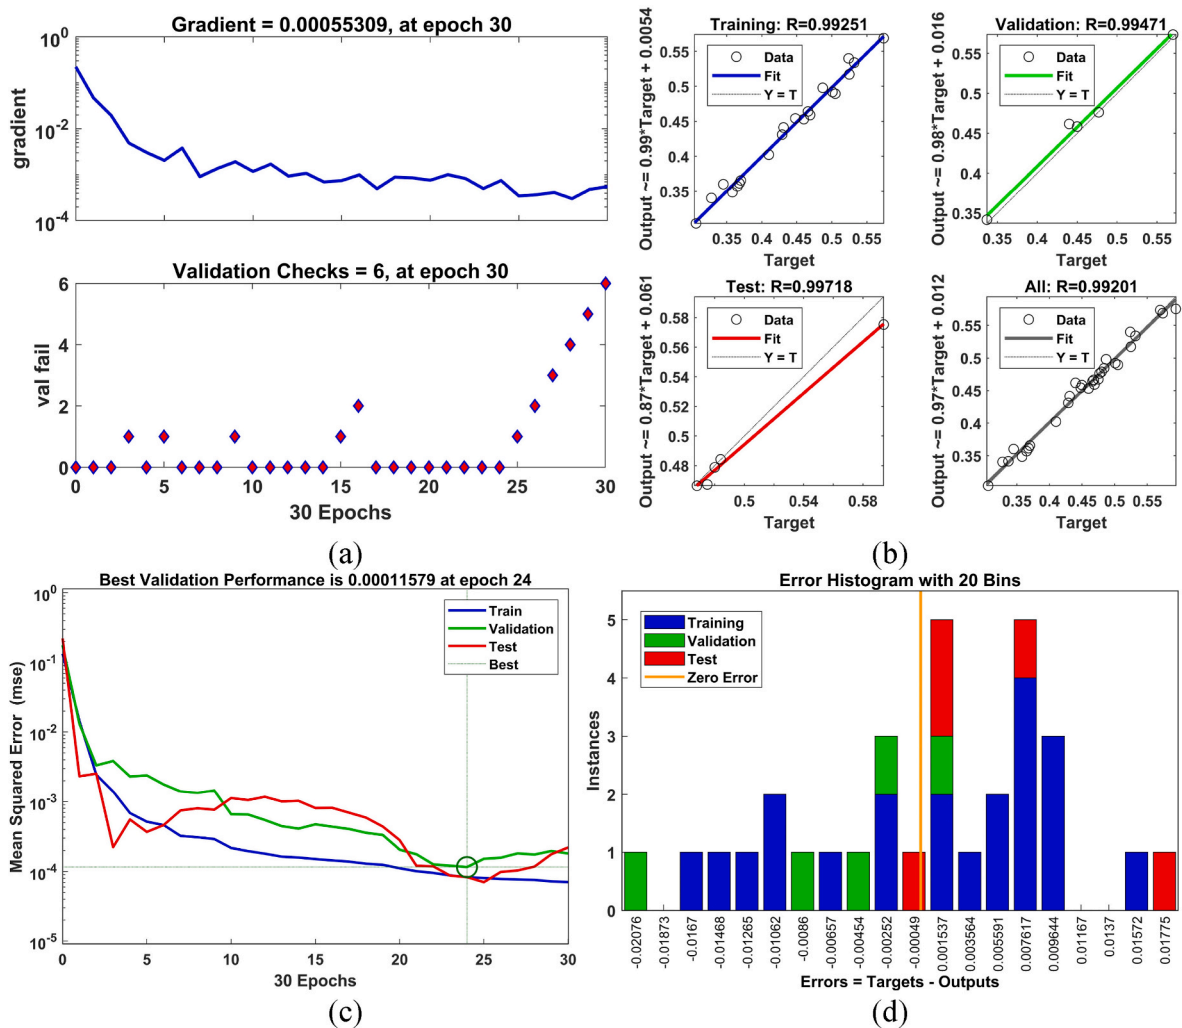 Gradient = 0.00055309, at epoch 30
10^0
10^-2
10^-4
gradient
0 5 10 15 20 25 30
Validation Checks = 6, at epoch 30
6
4
2
0
val fail
0 5 10 15 20 25 30
30 Epochs
(a)
Training: R=0.99251
Data
Fit
Y = T
Output ~= 0.99*Target + 0.0054
0.55
0.5
0.45
0.4
0.35
0.35 0.4 0.45 0.5 0.55
Target
Validation: R=0.99471
Data
Fit
Y = T
Output ~= 0.98*Target + 0.016
0.55
0.45
0.4
0.35
0.35 0.4 0.45 0.5 0.55
Target
Test: R=0.99718
Data
Fit
Y = T
Output ~= 0.87*Target + 0.061
0.58
0.56
0.54
0.52
0.5
0.48
0.5 0.52 0.54 0.56 0.58
Target
All: R=0.99201
Data
Fit
Y = T
Output ~= 0.97*Target + 0.012
0.55
0.5
0.45
0.4
0.35
0.35 0.4 0.45 0.5 0.55
Target
(b)
Best Validation Performance is 0.00011579 at epoch 24
Train
Validation
Test
Best
Mean Squared Error (mse)
10^0
10^-1
10^-2
10^-3
10^-4
10^-5
0 5 10 15 20 25 30
30 Epochs
(c)
Error Histogram with 20 Bins
Training
Validation
Test
Zero Error
Instances
5
4
3
2
1
0
-0.02076
-0.01873
-0.0167
-0.01468
-0.01265
-0.01062
-0.0086
-0.00657
-0.00454
-0.00252
-0.00049
0.001537
0.003564
0.005591
0.007617
0.009644
0.01167
0.0137
0.01572
0.01775
Errors = Targets - Outputs
(d)